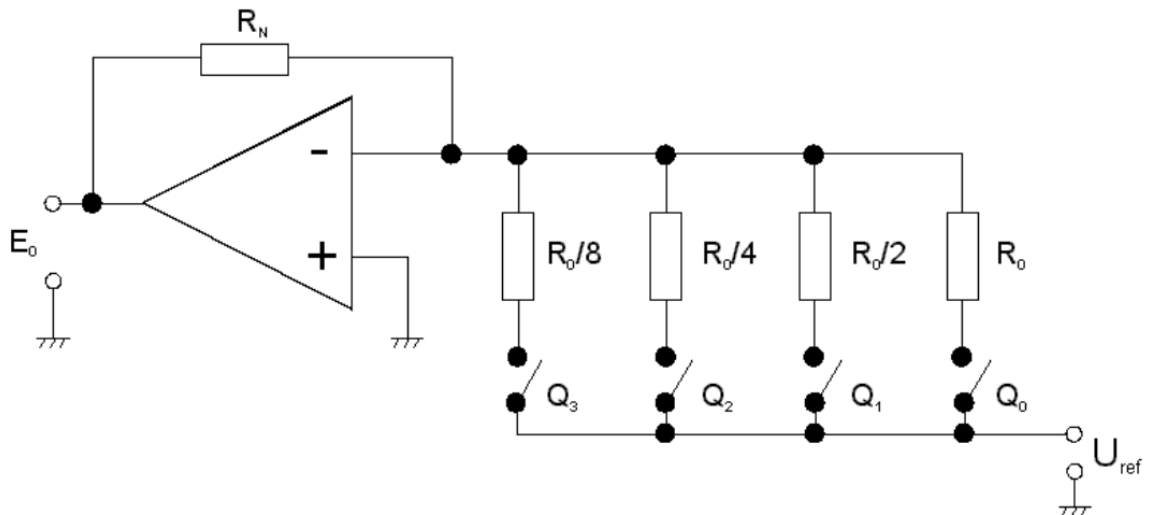 R_N
-
+
E_0
R_0/8
R_0/4
R_0/2
R_0
Q_3
Q_2
Q_1
Q_0
U_ref